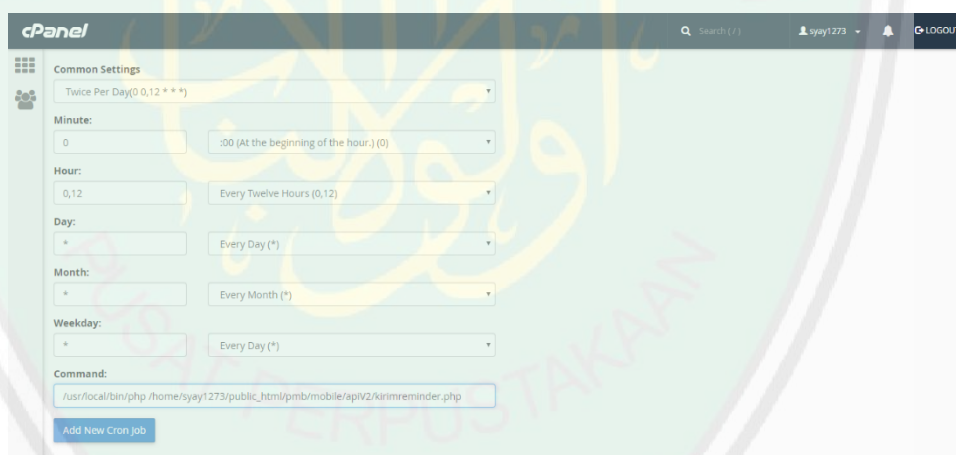 cPanel
Search ( / )
syay1273
LOGOUT
Common Settings
Twice Per Day(0 0,12 * * *)
Minute:
0
:00 (At the beginning of the hour.) (0)
Hour:
0,12
Every Twelve Hours (0,12)
Day:
*
Every Day (*)
Month:
*
Every Month (*)
Weekday:
*
Every Day (*)
Command:
/usr/local/bin/php /home/syay1273/public_html/pmb/mobile/apiV2/kirimreminder.php
Add New Cron Job
PUSAT PERPUSTAKAAN